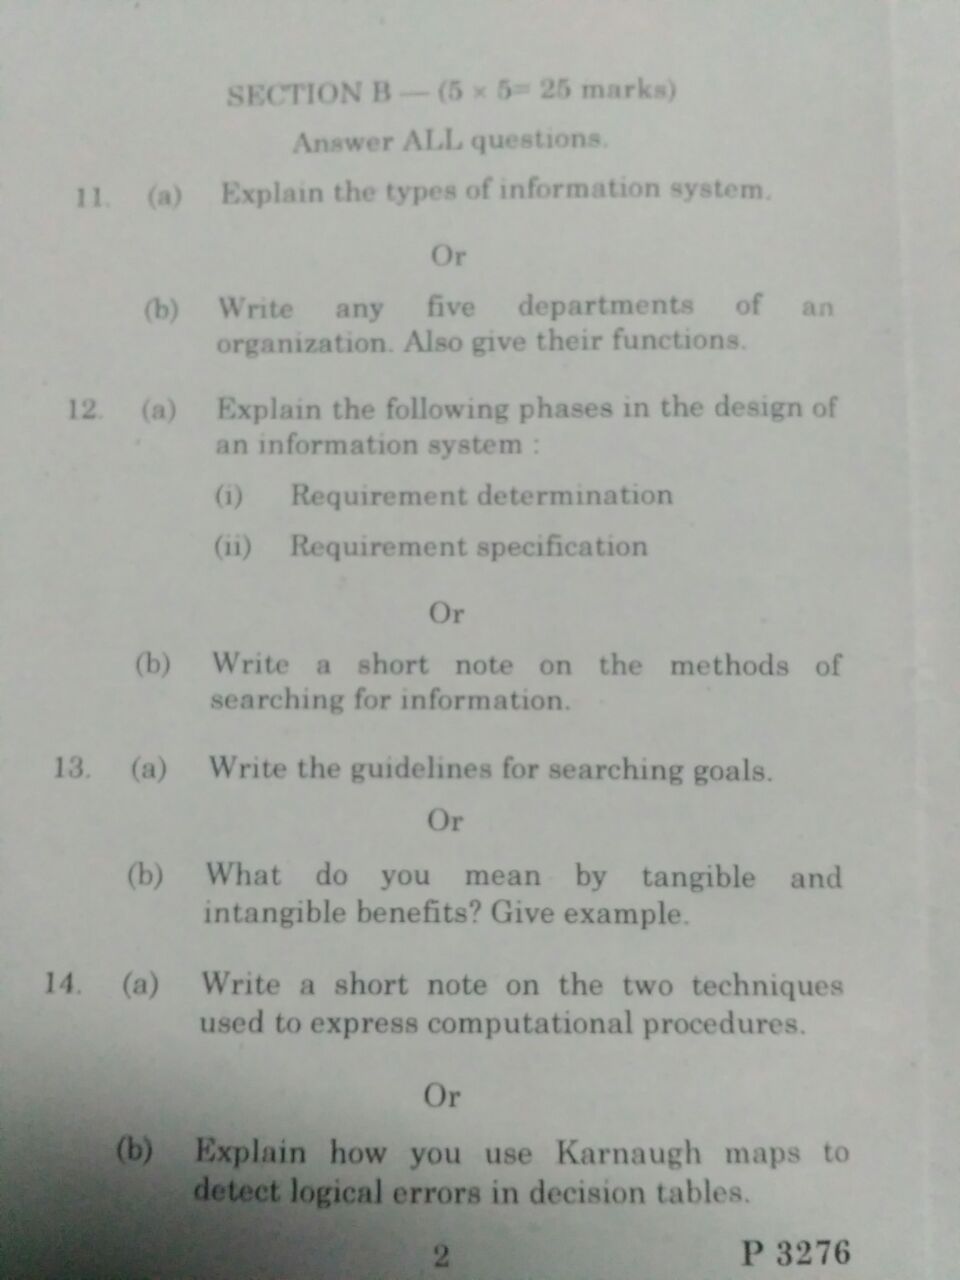 SECTION B — (5 × 5= 25 marks)
Answer ALL questions.
11. (a) Explain the types of information system.
Or
(b) Write any five departments of an
organization. Also give their functions.
12. (a) Explain the following phases in the design of
an information system :
(i) Requirement determination
(ii) Requirement specification
Or
(b) Write a short note on the methods of
searching for information.
13. (a) Write the guidelines for searching goals.
Or
(b) What do you mean by tangible and
intangible benefits? Give example.
14. (a) Write a short note on the two techniques
used to express computational procedures.
Or
(b) Explain how you use Karnaugh maps to
detect logical errors in decision tables.
2 P 3276